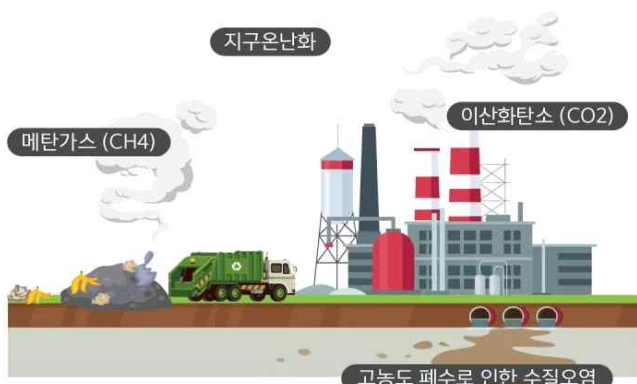 지구온난화
이산화탄소 (CO2)
메탄가스 (CH4)
고농도 폐수로 인한 수질오염